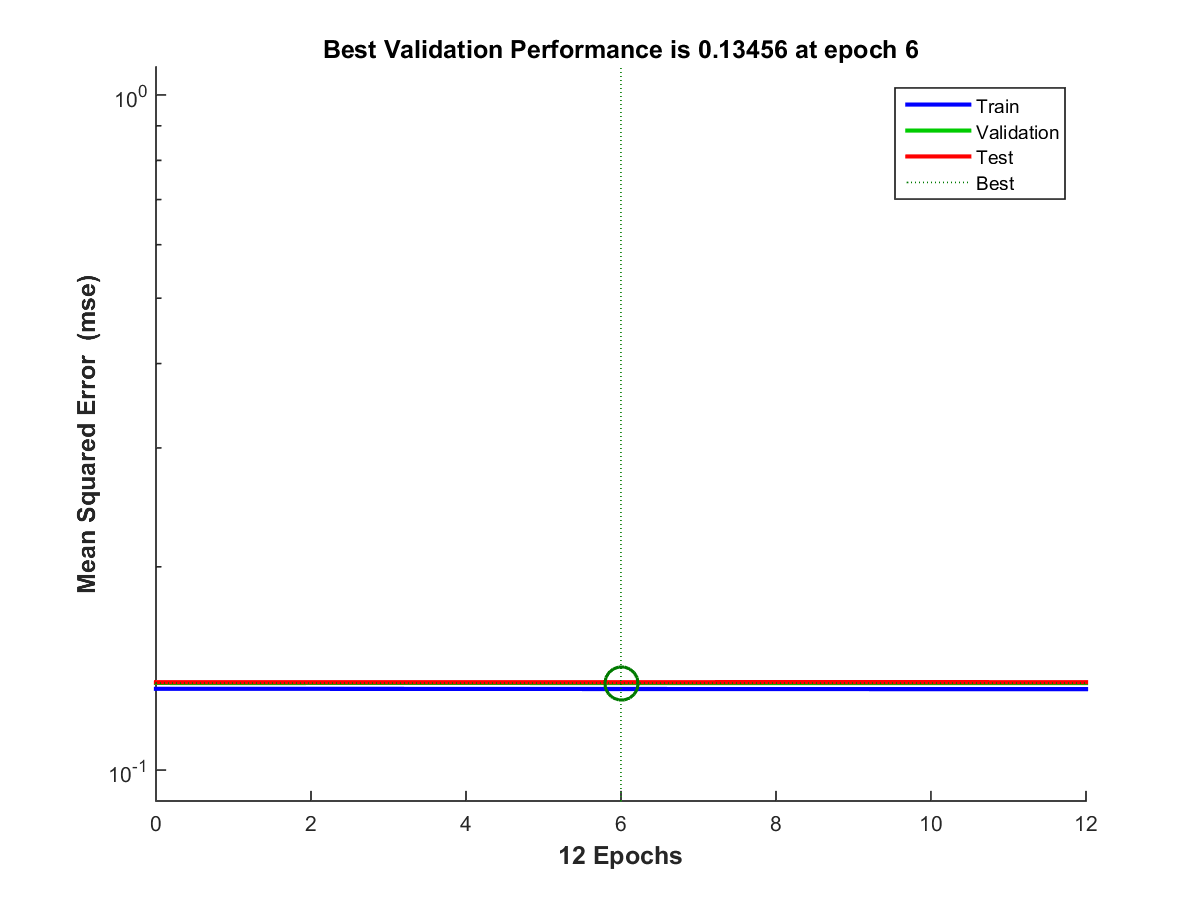 Best Validation Performance is 0.13456 at epoch 6
10^0
Train
Validation
Test
Best
Mean Squared Error  (mse)
10^-1
0 2 4 6 8 10 12
12 Epochs